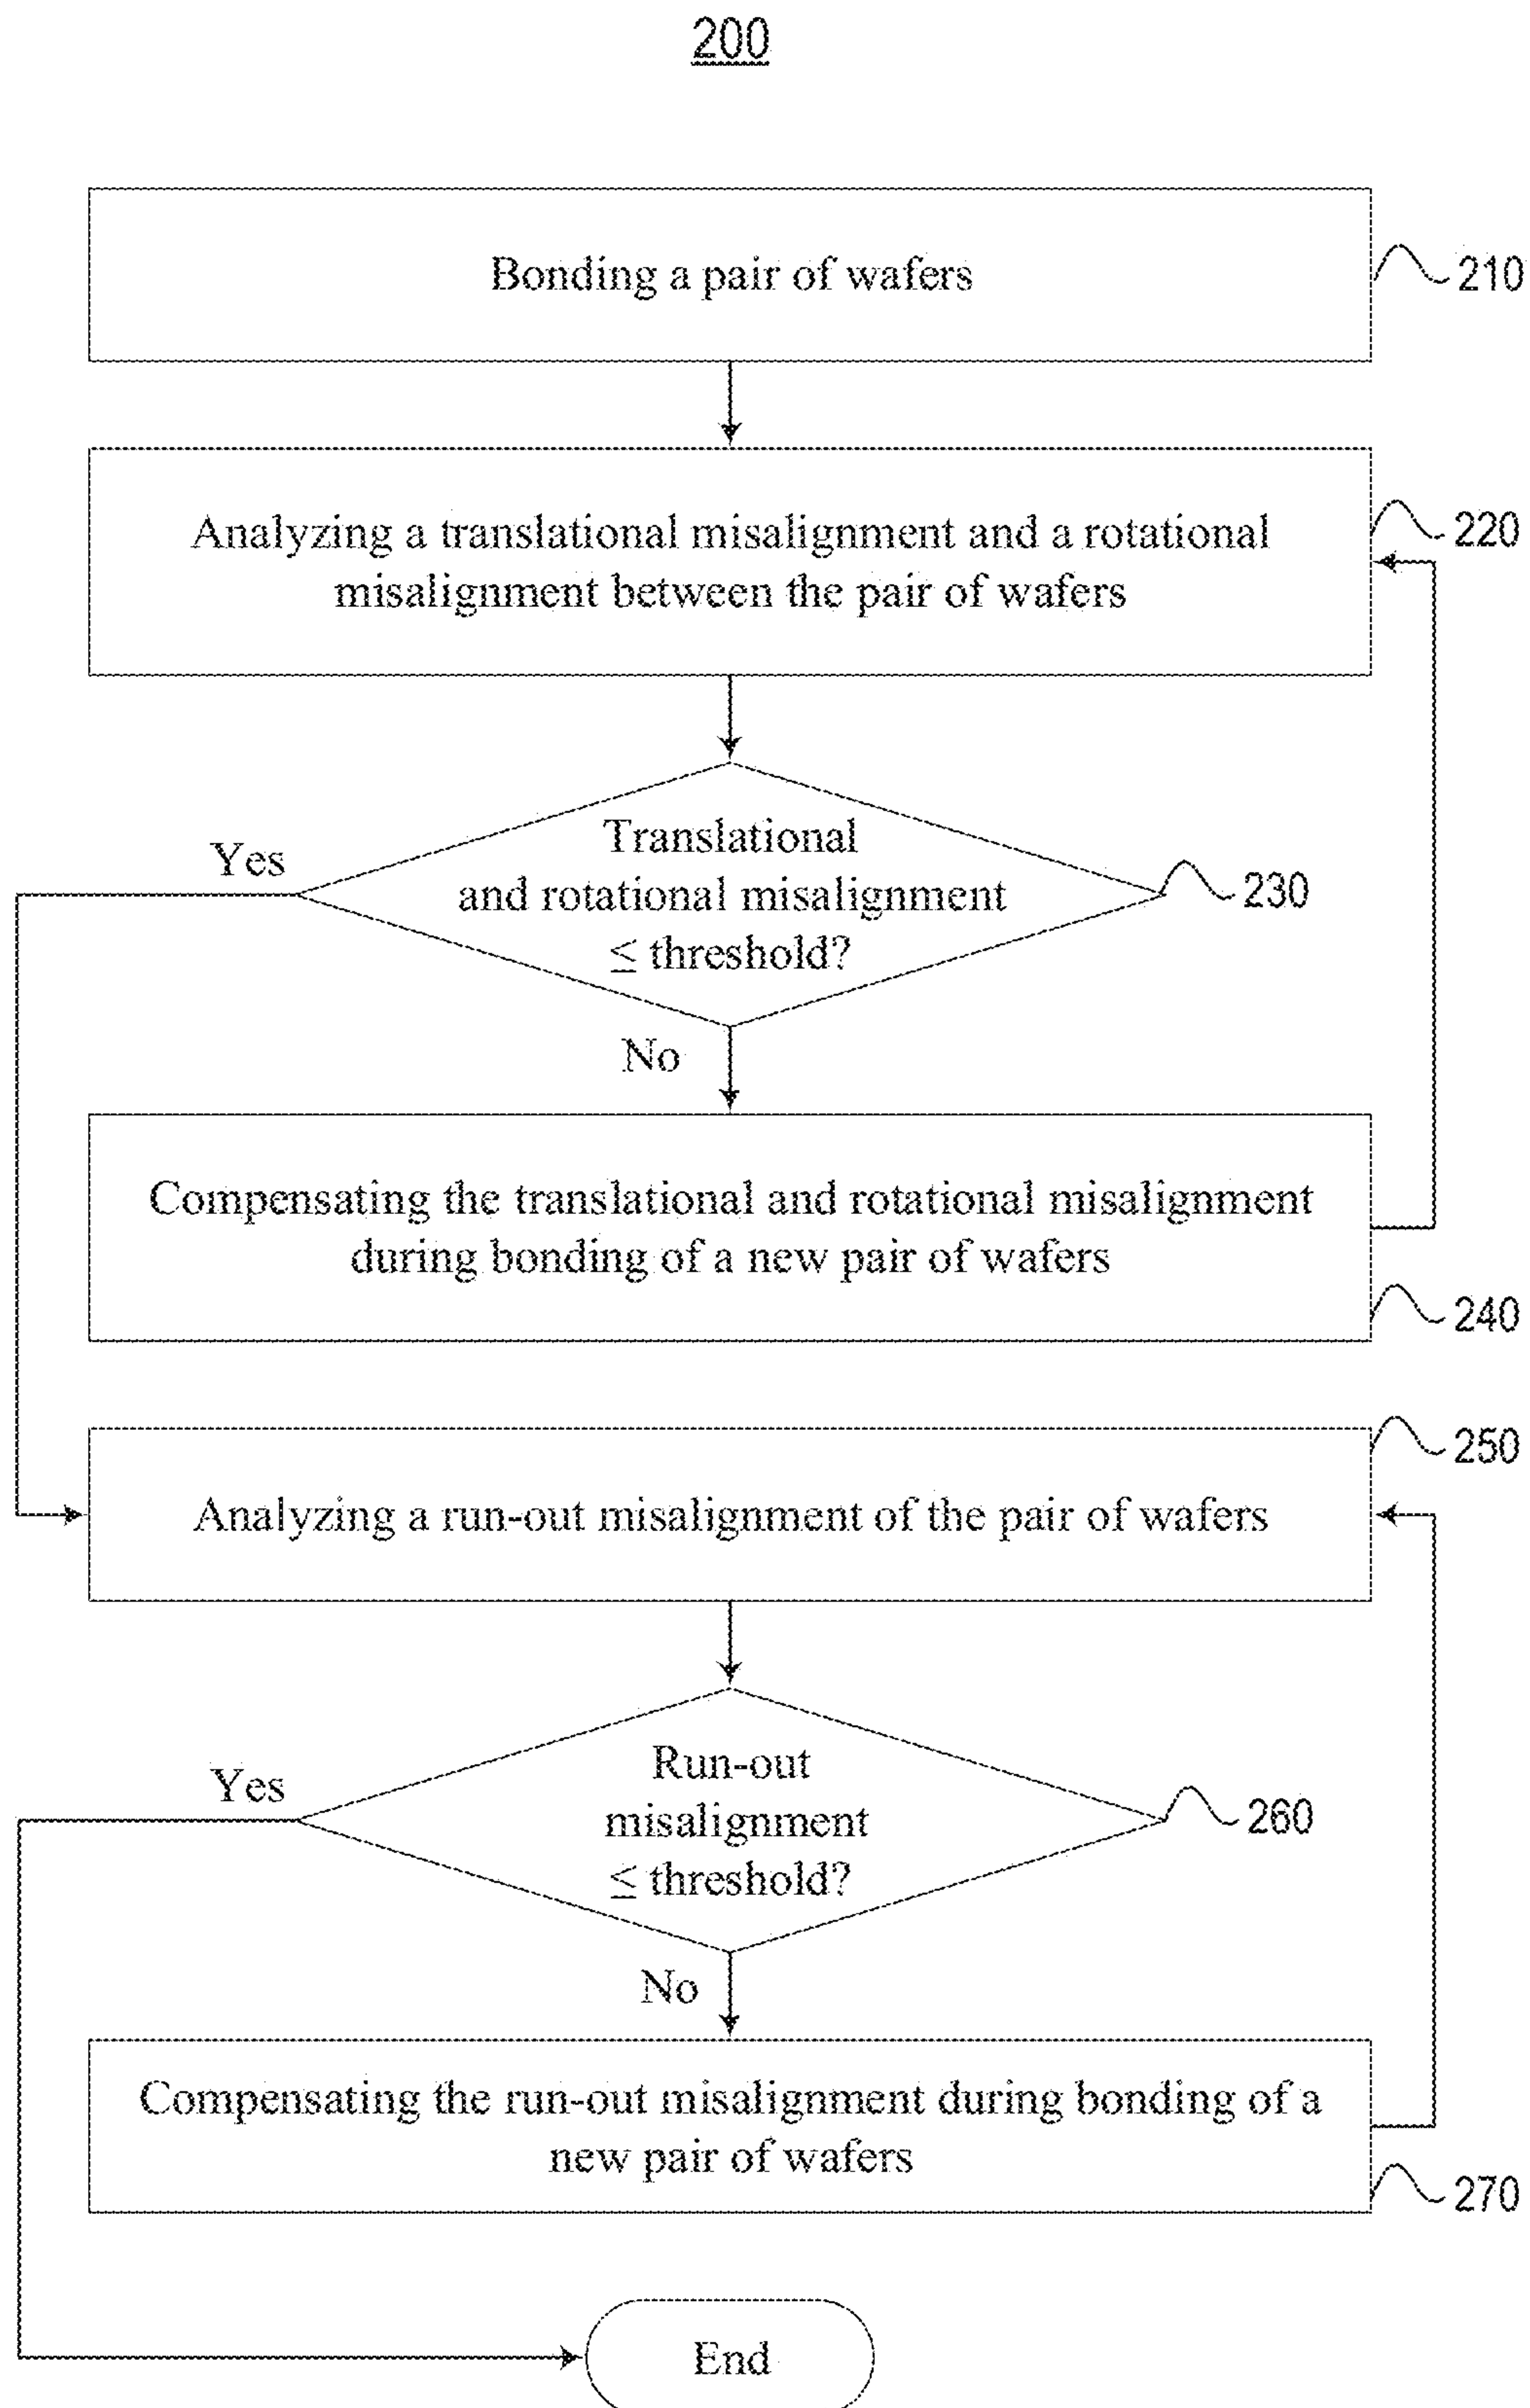 200
Bonding a pair of wafers
210
Analyzing a translational misalignment and a rotational
misalignment between the pair of wafers
220
Translational
and rotational misalignment
≤ threshold?
230
Yes
No
Compensating the translational and rotational misalignment
during bonding of a new pair of wafers
240
Analyzing a run-out misalignment of the pair of wafers
250
Run-out
misalignment
≤ threshold?
260
Yes
No
Compensating the run-out misalignment during bonding of a
new pair of wafers
270
End